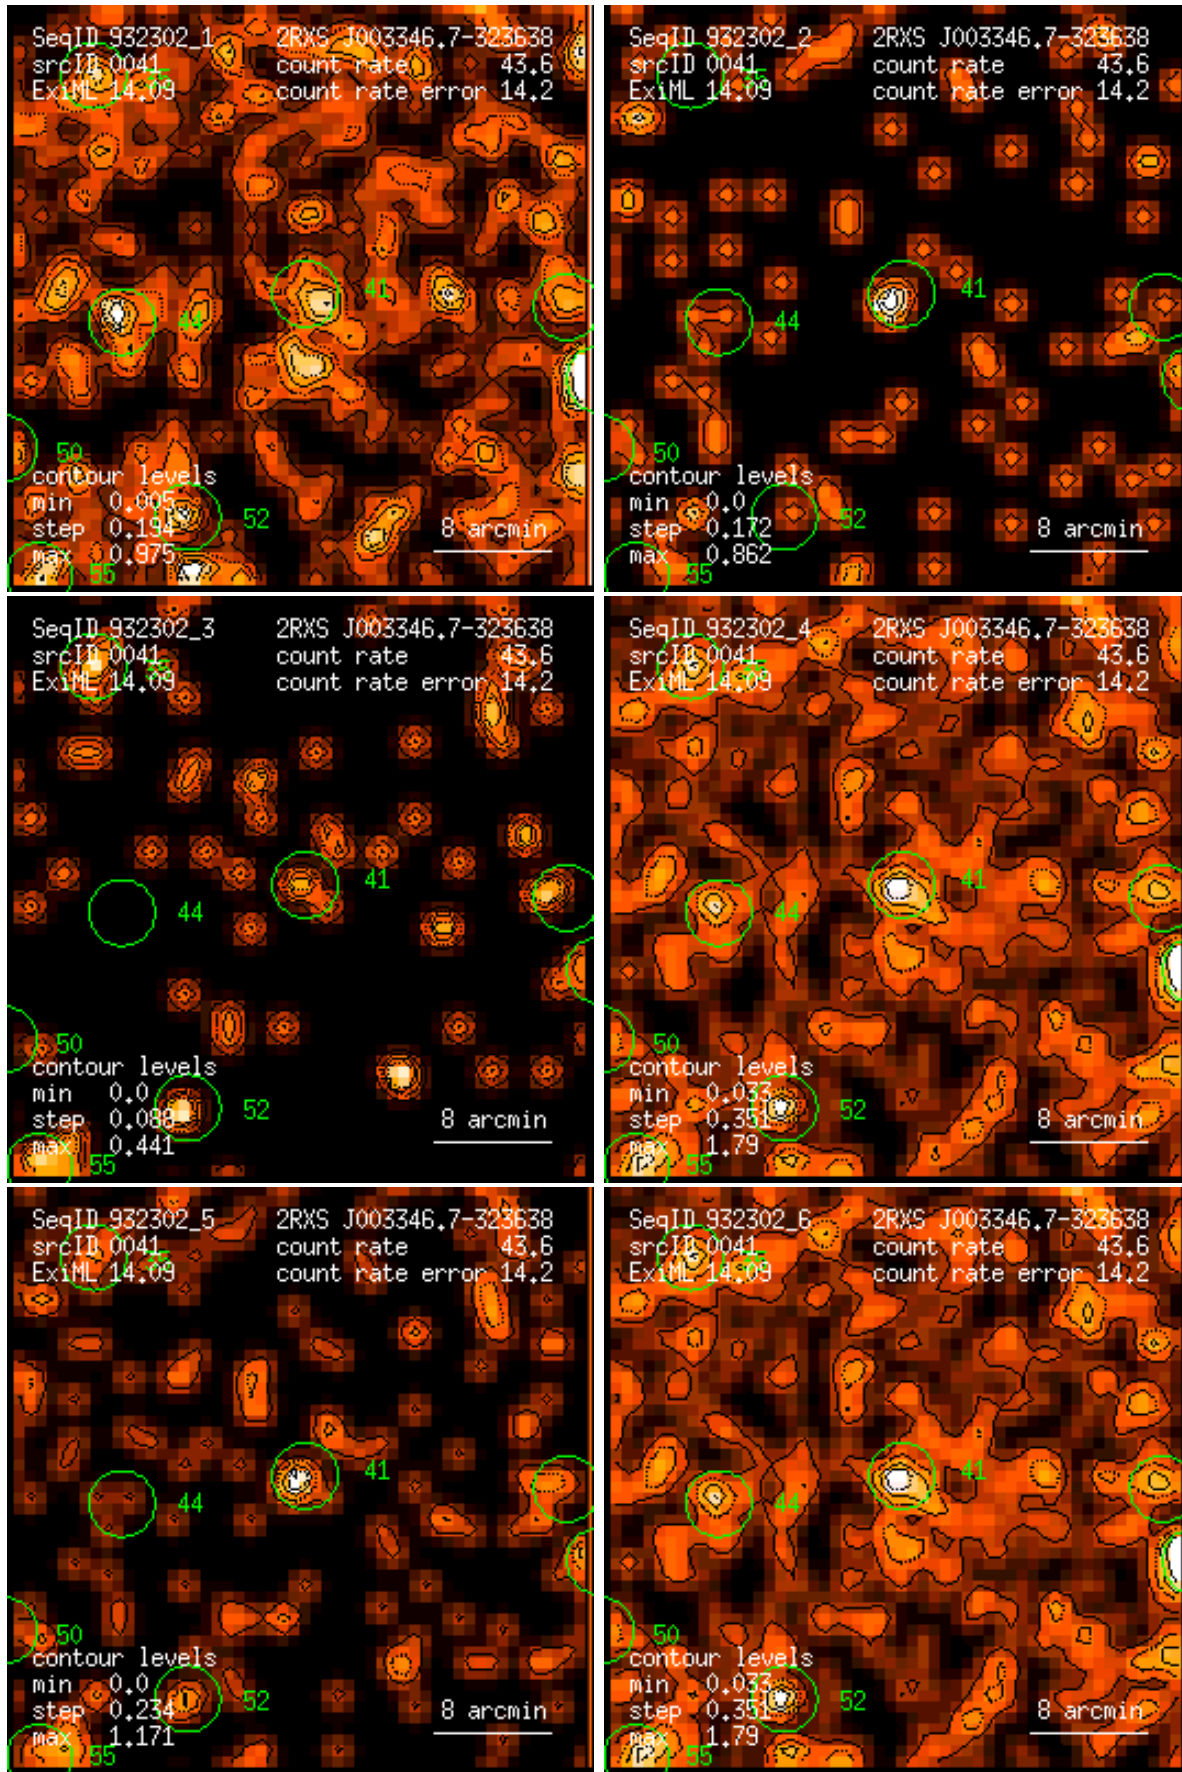 SeqID 932302_1 2RXS J003346.7-323638
srcID 0041 35 count rate 43.6
ExiML 14.09 count rate error 14.2
41
44
50
contour levels
min 0.005
step 0.194 52 8 arcmin
max 0.975 55
SeqID 932302_2 2RXS J003346.7-323638
srcID 0041 35 count rate 43.6
ExiML 14.09 count rate error 14.2
41
44
50
contour levels
min 0.0
step 0.172 52 8 arcmin
max 0.862 55
SeqID 932302_3 2RXS J003346.7-323638
srcID 0041 35 count rate 43.6
ExiML 14.09 count rate error 14.2
41
44
50
contour levels
min 0.0
step 0.088 52 8 arcmin
max 0.441 55
SeqID 932302_4 2RXS J003346.7-323638
srcID 0041 35 count rate 43.6
ExiML 14.09 count rate error 14.2
41
44
50
contour levels
min 0.033
step 0.351 52 8 arcmin
max 1.79 55
SeqID 932302_5 2RXS J003346.7-323638
srcID 0041 35 count rate 43.6
ExiML 14.09 count rate error 14.2
41
44
50
contour levels
min 0.0
step 0.234 52 8 arcmin
max 1.171 55
SeqID 932302_6 2RXS J003346.7-323638
srcID 0041 35 count rate 43.6
ExiML 14.09 count rate error 14.2
41
44
50
contour levels
min 0.033
step 0.351 52 8 arcmin
max 1.79 55